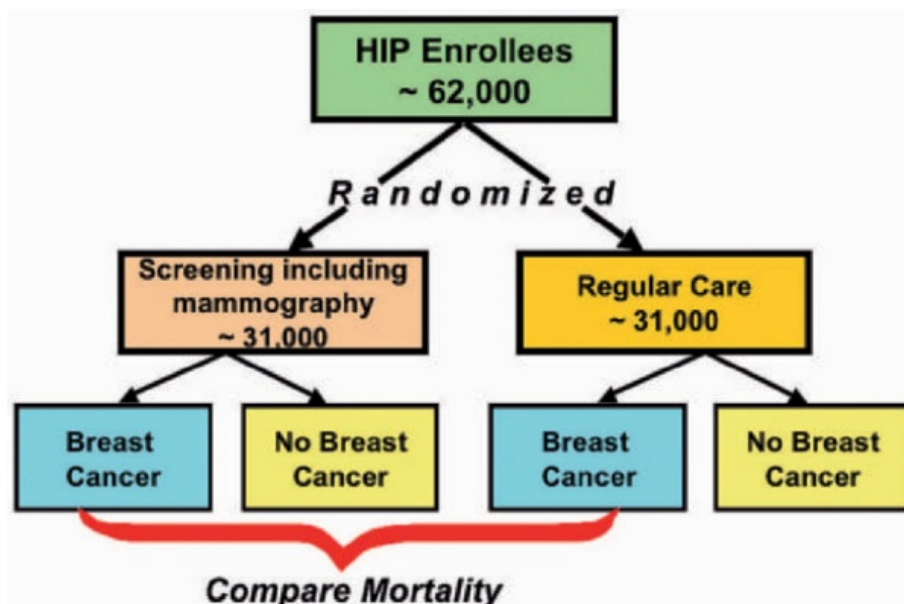 HIP Enrollees
~ 62,000
Randomized
Screening including
mammography
~ 31,000
Regular Care
~ 31,000
Breast
Cancer
No Breast
Cancer
Breast
Cancer
No Breast
Cancer
Compare Mortality